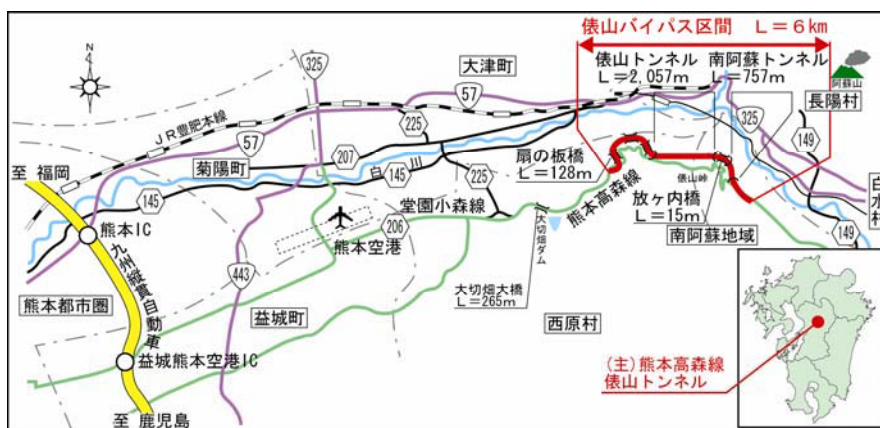 俵山バイパス区間 L=6km
俵山トンネル
L=2,057m
南阿蘇トンネル
L=757m
阿蘇山
長陽村
大津町
325
57
JR豊肥本線
225
325
149
57
207
菊陽町
白川
145
225
扇の板橋
L=128m
俵山峠
至 福岡
145
熊本高森線
放ヶ内橋
L=15m
白水村
堂園小森線
206
大切畑ダム
南阿蘇地域
149
熊本IC
熊本空港
443
大切畑大橋
L=265m
九州縦貫自動車
熊本都市圏
益城町
西原村
益城熊本空港IC
(主)熊本高森線
俵山トンネル
至 鹿児島
N